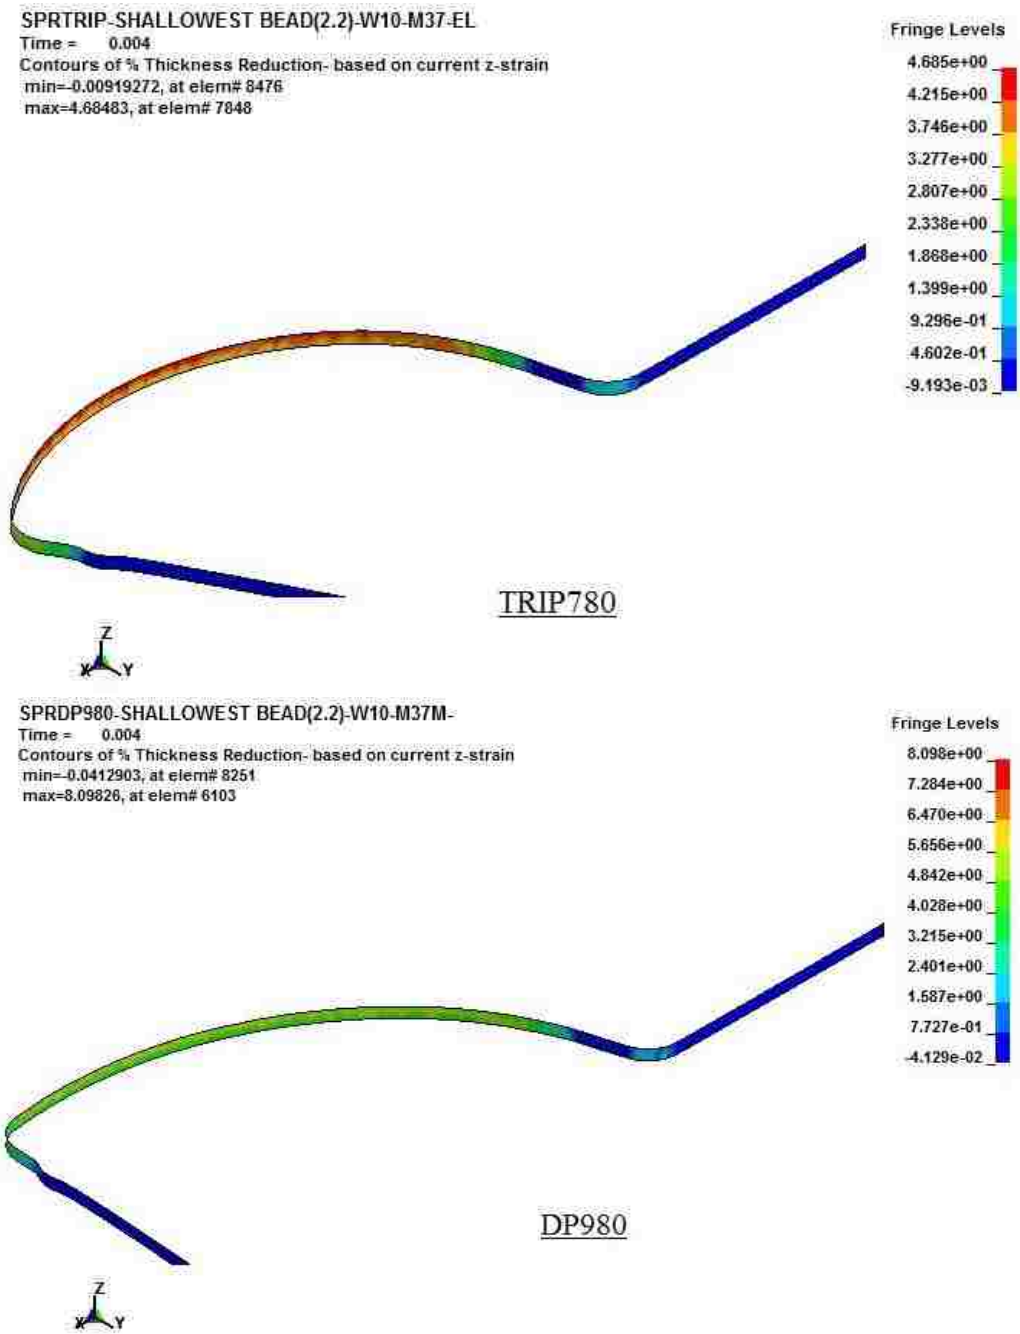 SPRTRIP-SHALLOWEST BEAD(2.2)-W10-M37-EL
Time = 0.004
Contours of % Thickness Reduction- based on current z-strain
min=-0.00919272, at elem# 8476
max=4.68483, at elem# 7848
Fringe Levels
4.685e+00
4.215e+00
3.746e+00
3.277e+00
2.807e+00
2.338e+00
1.868e+00
1.399e+00
9.296e-01
4.602e-01
-9.193e-03
TRIP780
Z
X Y
SPRDP980-SHALLOWEST BEAD(2.2)-W10-M37M-
Time = 0.004
Contours of % Thickness Reduction- based on current z-strain
min=-0.0412903, at elem# 8251
max=8.09826, at elem# 6103
Fringe Levels
8.098e+00
7.284e+00
6.470e+00
5.656e+00
4.842e+00
4.028e+00
3.215e+00
2.401e+00
1.587e+00
7.727e-01
-4.129e-02
DP980
Z
X Y